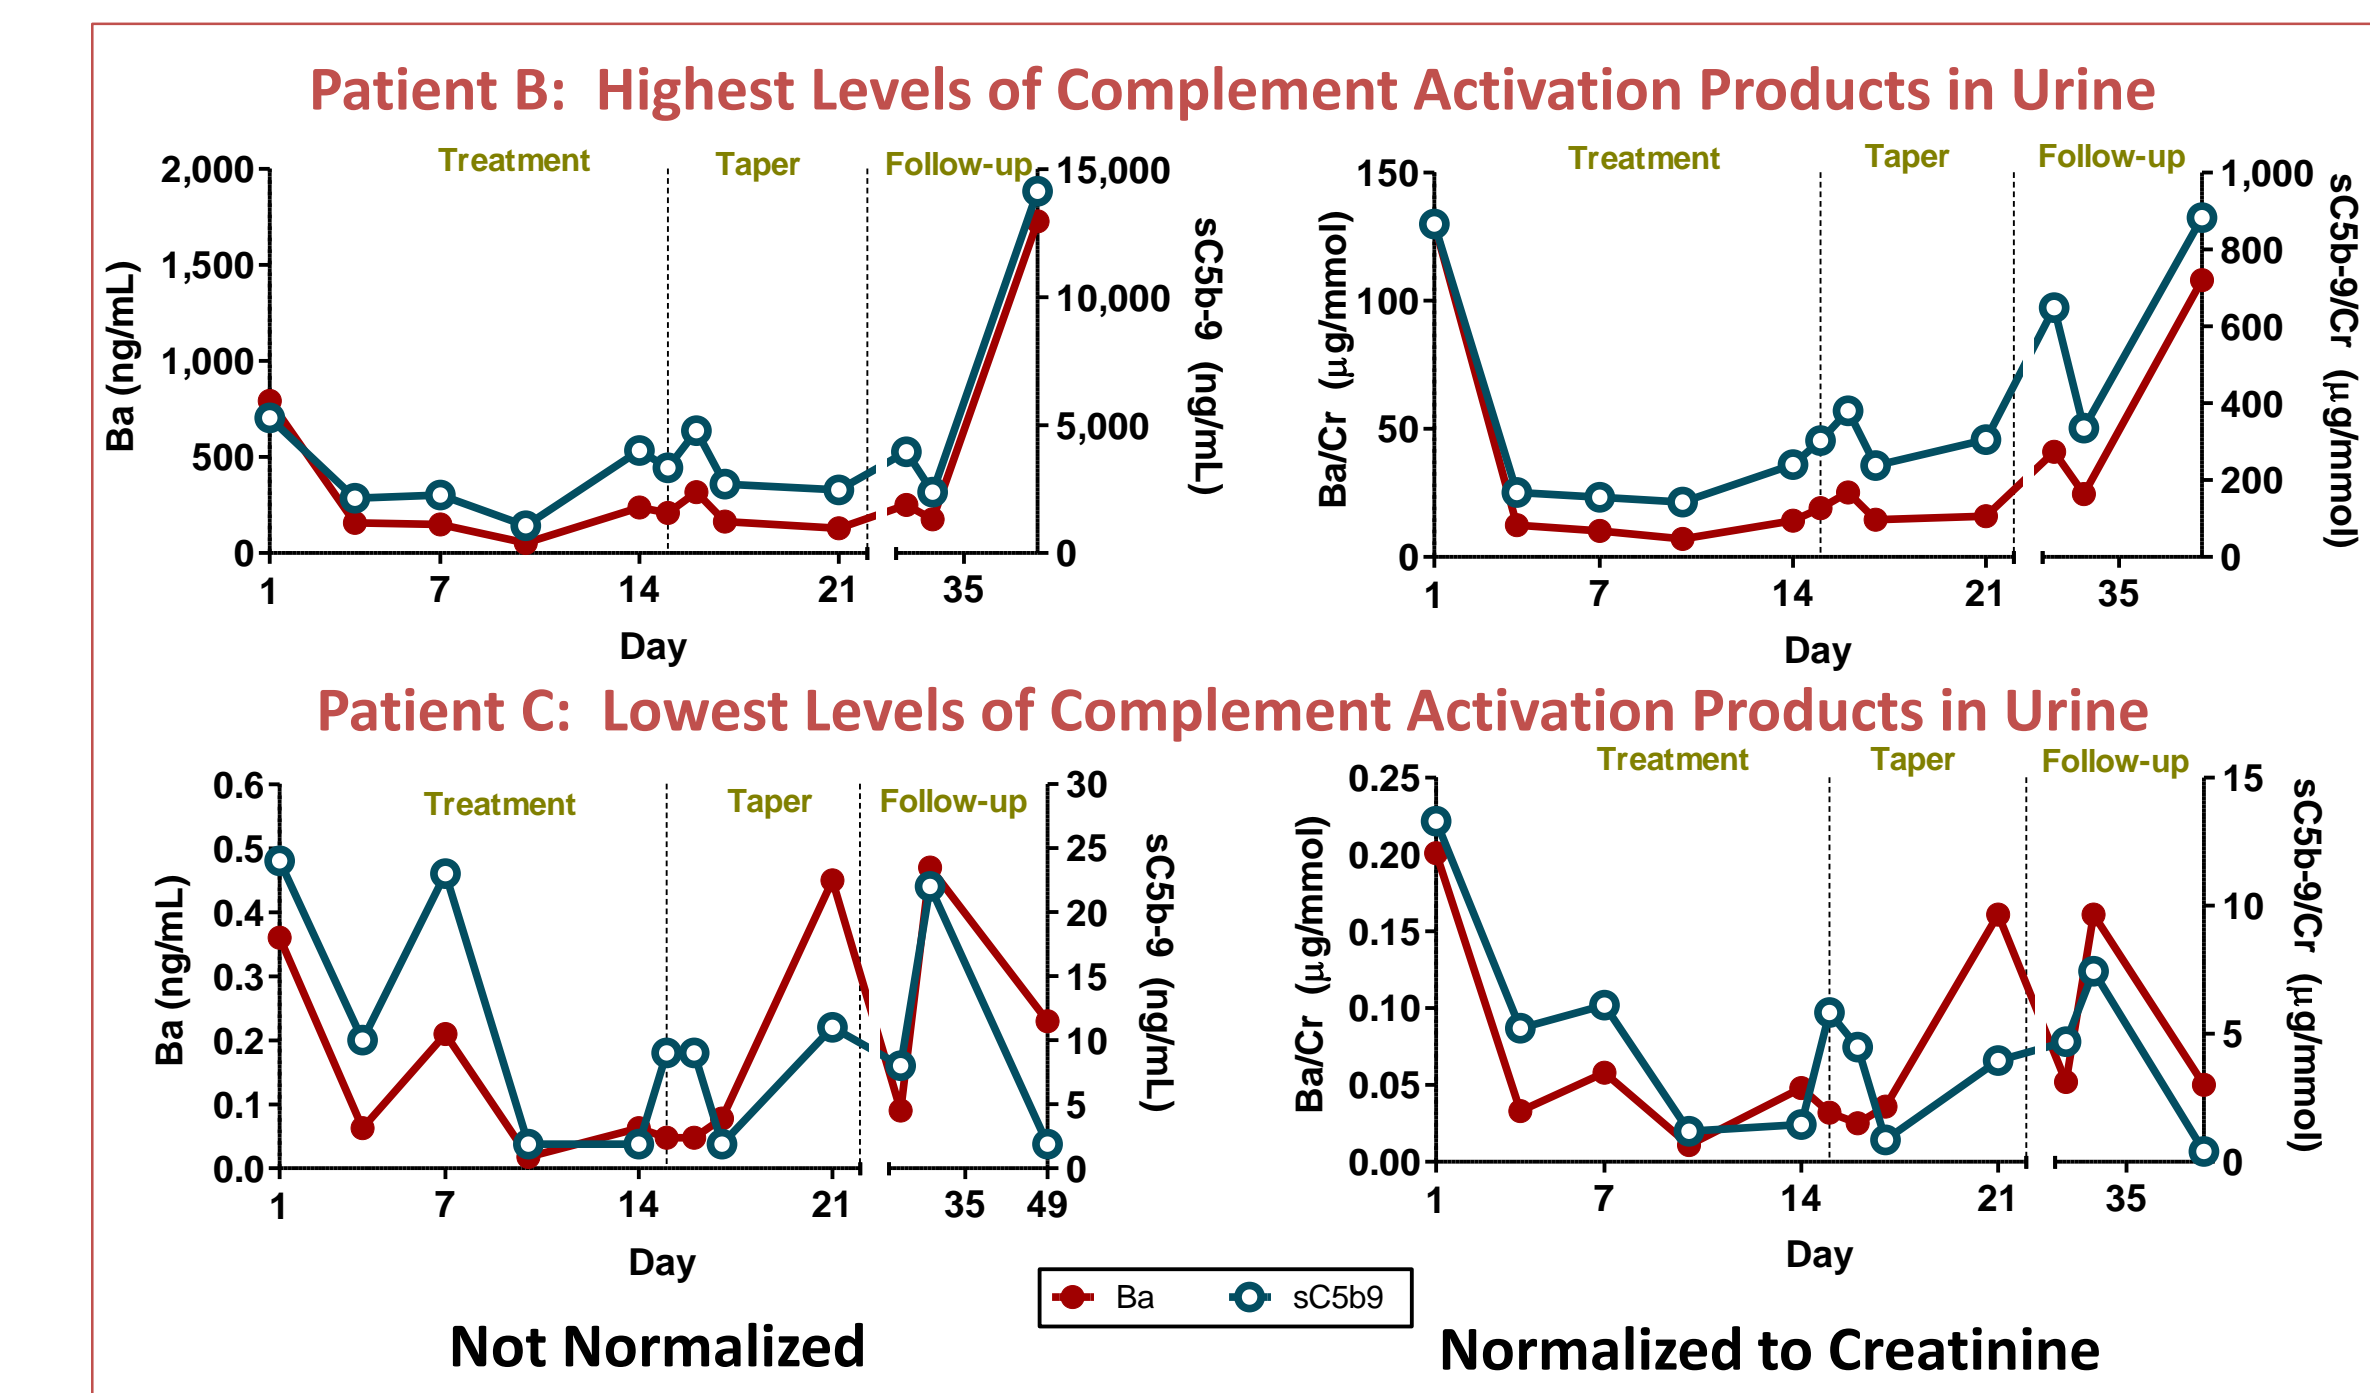 Patient B:  Highest Levels of Complement Activation Products in Urine
Treatment Taper Follow-up
2,000
1,500
1,000
500
0
Ba (ng/mL)
15,000
10,000
5,000
0
sC5b-9 (ng/mL)
1 7 14 21 35
Day
Treatment Taper Follow-up
150
100
50
0
Ba/Cr (μg/mmol)
1,000
800
600
400
200
0
sC5b-9/Cr (μg/mmol)
1 7 14 21 35
Day
Patient C:  Lowest Levels of Complement Activation Products in Urine
Treatment Taper Follow-up
0.6
0.5
0.4
0.3
0.2
0.1
0.0
Ba (ng/mL)
30
25
20
15
10
5
0
sC5b-9 (ng/mL)
1 7 14 21 35 49
Day
Treatment Taper Follow-up
0.25
0.20
0.15
0.10
0.05
0.00
Ba/Cr (μg/mmol)
15
10
5
0
sC5b-9/Cr (μg/mmol)
1 7 14 21 35
Day
Ba sC5b9
Not Normalized
Normalized to Creatinine